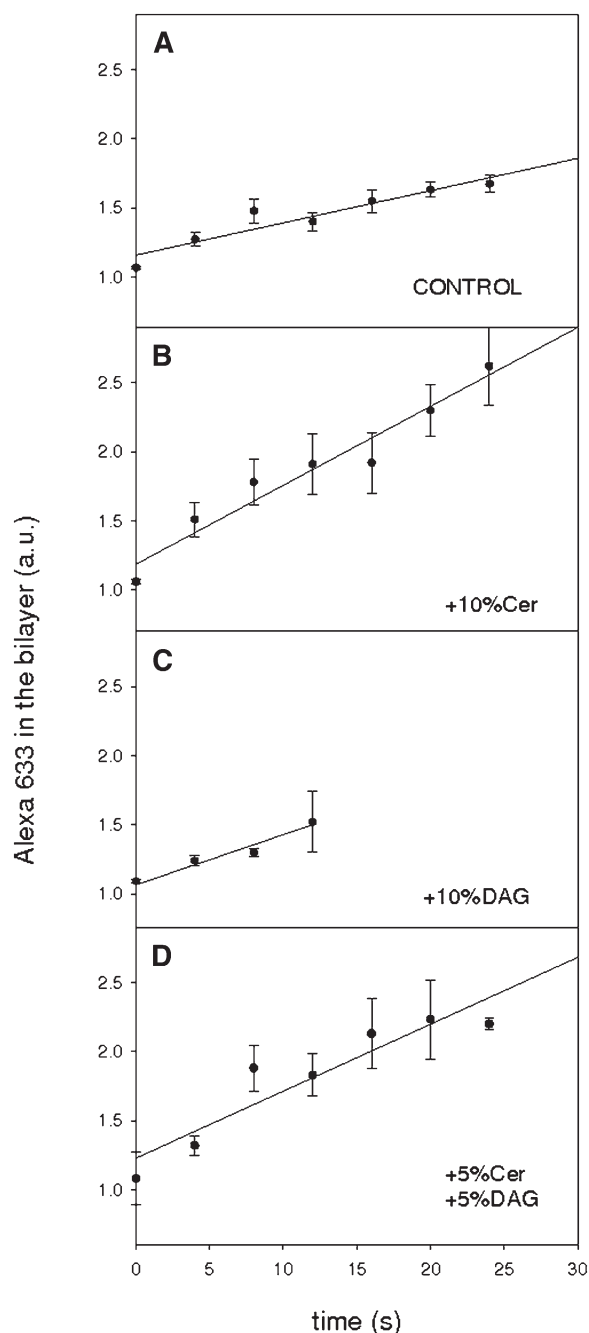 A
2.5
2.0
1.5
1.0
CONTROL
B
2.5
2.0
1.5
1.0
+10%Cer
C
2.5
2.0
1.5
1.0
+10%DAG
D
2.5
2.0
1.5
1.0
+5%Cer
+5%DAG
0 5 10 15 20 25 30
time (s)
Alexa 633 in the bilayer (a.u.)